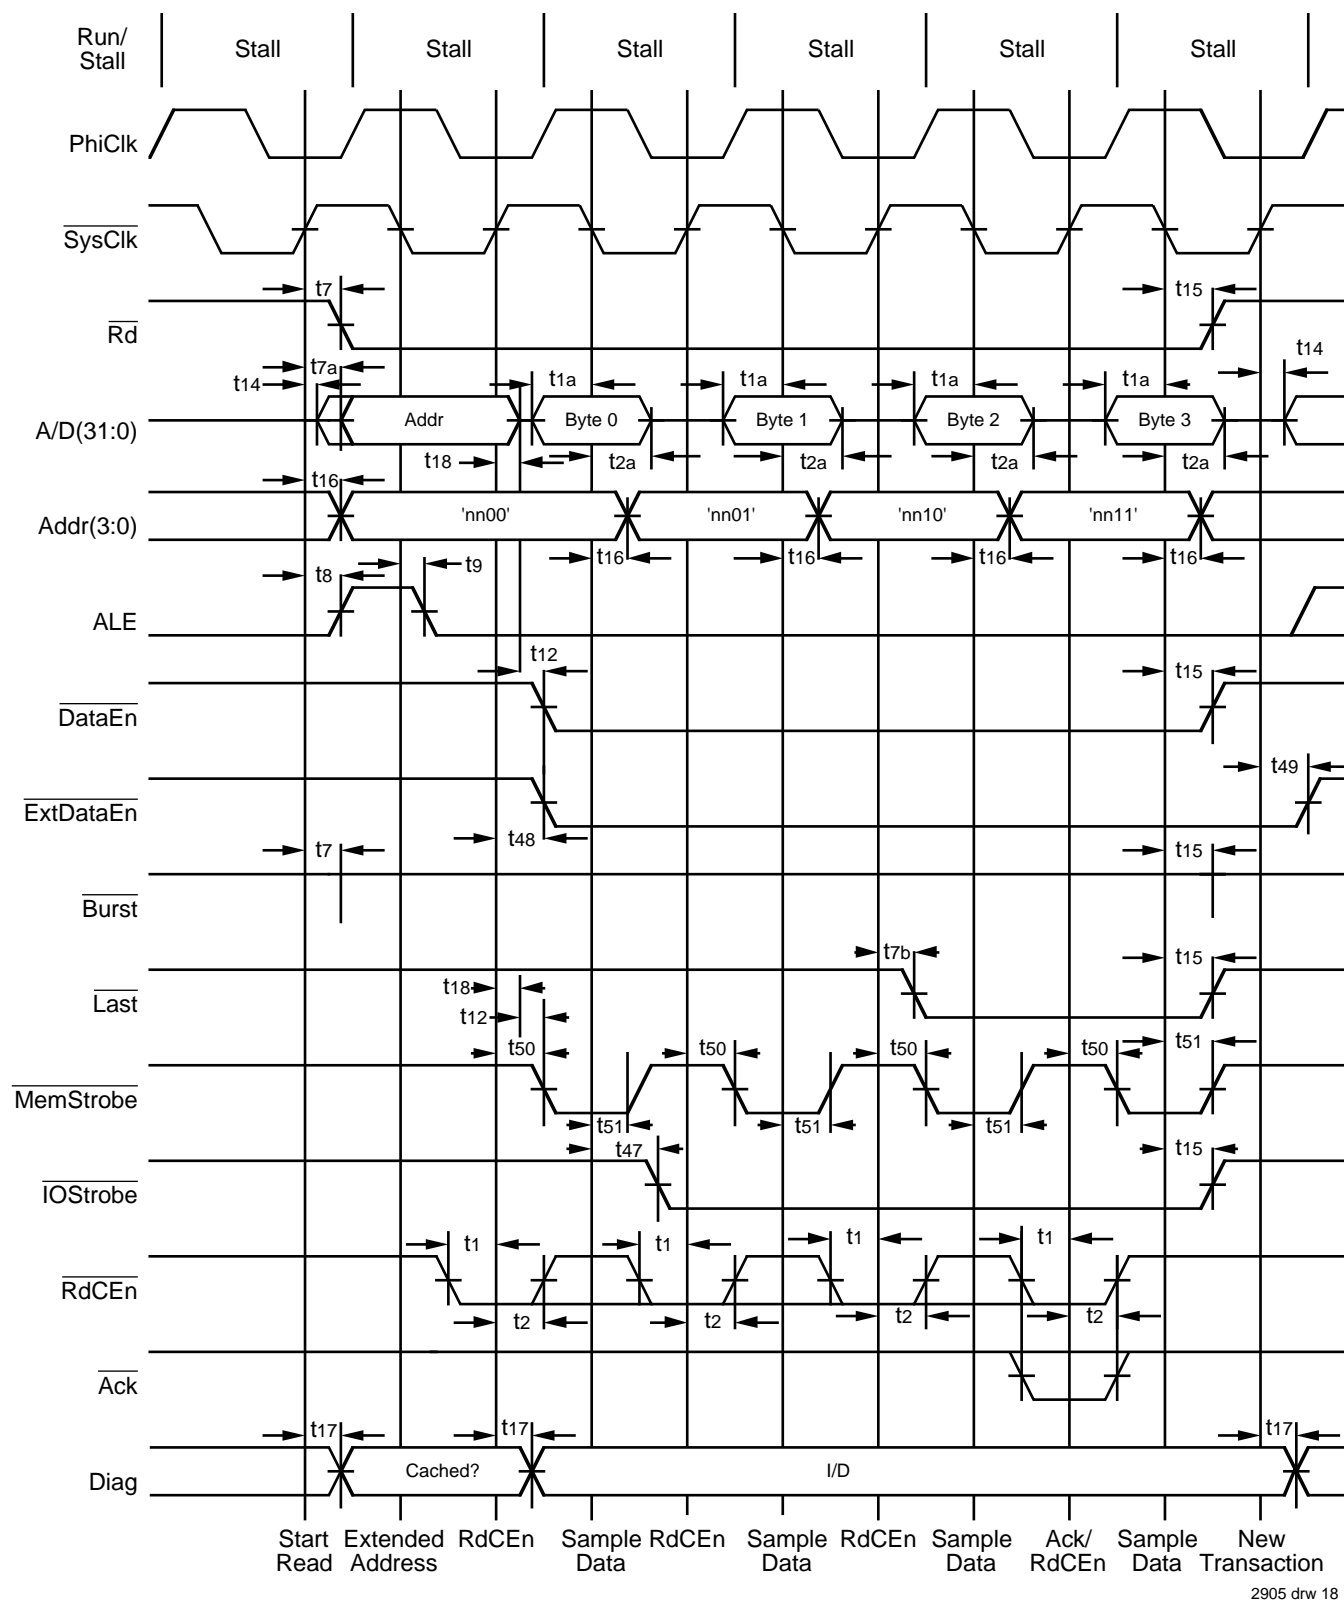 Run/
Stall
Stall Stall Stall Stall Stall Stall
PhiClk
SysClk
t7 t15
Rd
t7a t14
t14 t1a t1a t1a t1a
A/D(31:0) Addr Byte 0 Byte 1 Byte 2 Byte 3
t18 t2a t2a t2a t2a
t16
Addr(3:0) 'nn00' 'nn01' 'nn10' 'nn11'
t16 t16 t16 t16
t8 t9
ALE
t12 t15
DataEn
t49
ExtDataEn
t48
t7 t15
Burst
t7b t15
t18
Last
t12
t50 t50 t50 t50 t51
MemStrobe
t51 t51 t51
t47 t15
IOStrobe
t1 t1 t1 t1
RdCEn
t2 t2 t2 t2
Ack
t17 t17 t17
Diag Cached? I/D
Start Extended RdCEn Sample RdCEn Sample RdCEn Sample Ack/ Sample New
Read Address Data Data Data RdCEn Data Transaction
2905 drw 18